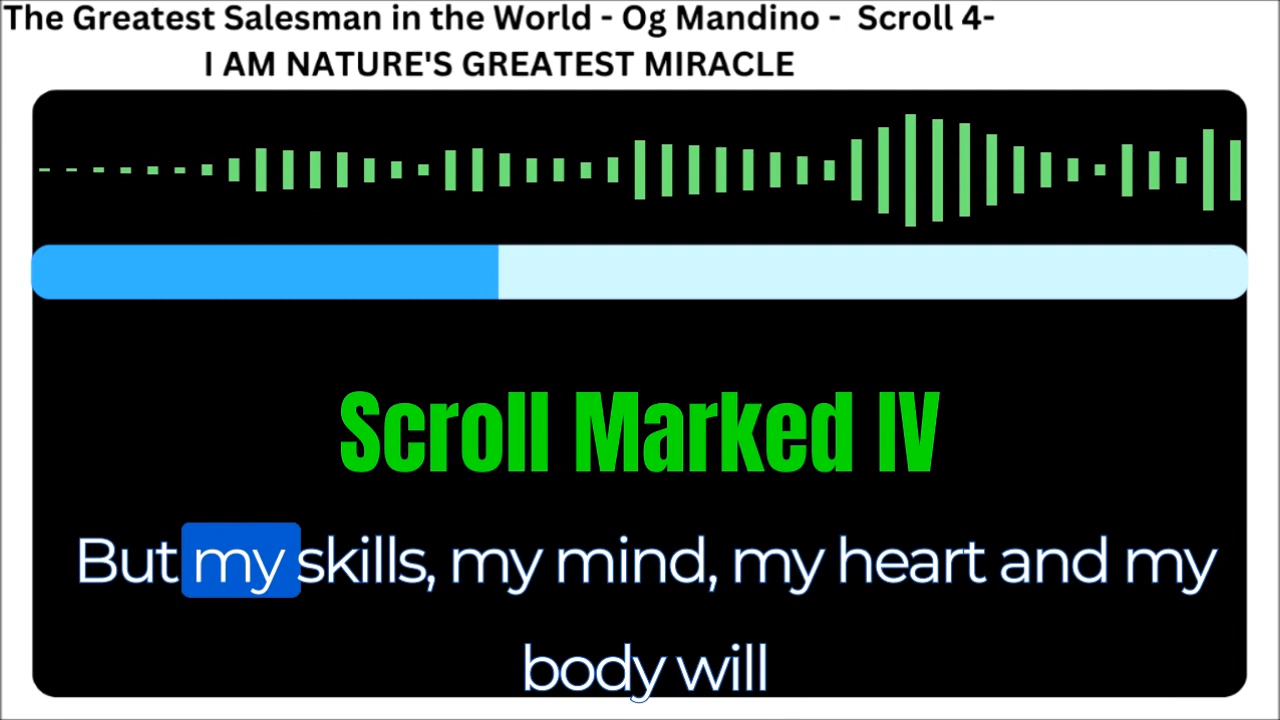 The Greatest Salesman in the World - Og Mandino - Scroll 4-
I AM NATURE'S GREATEST MIRACLE
Scroll Marked IV
But my skills, my mind, my heart and my
body will